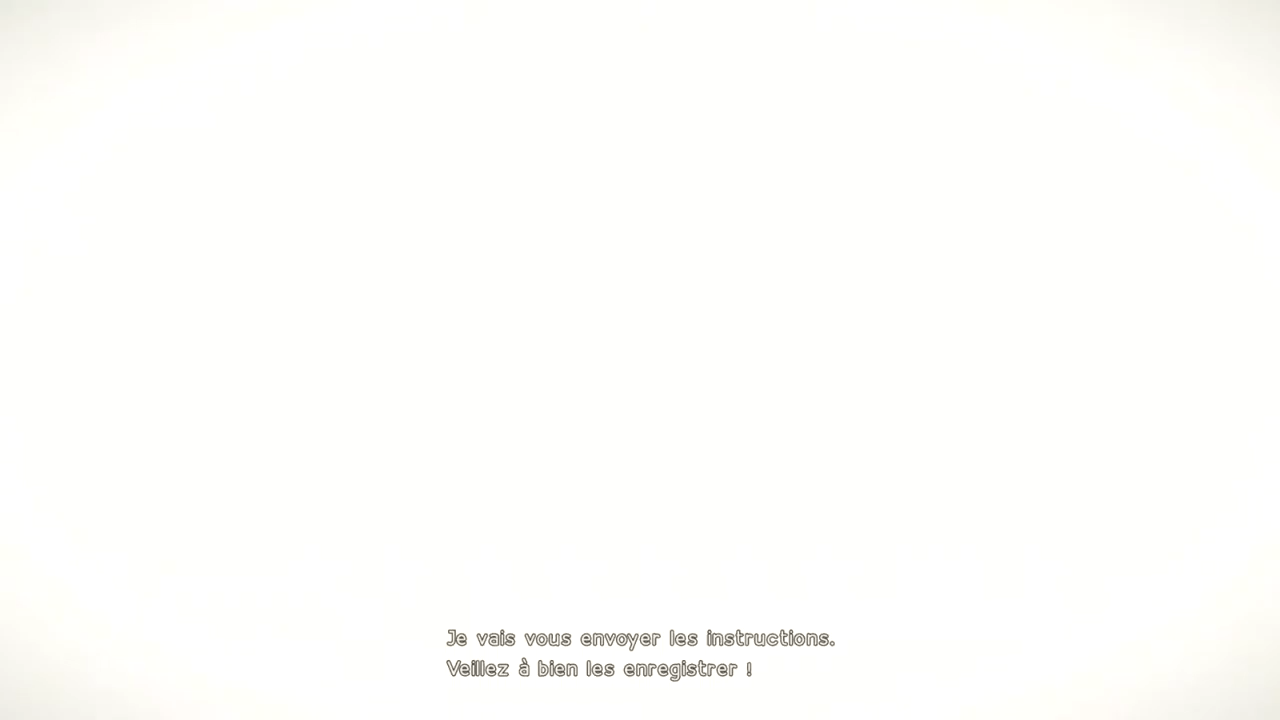 Je vais vous envoyer les instructions.
Veillez à bien les enregistrer !